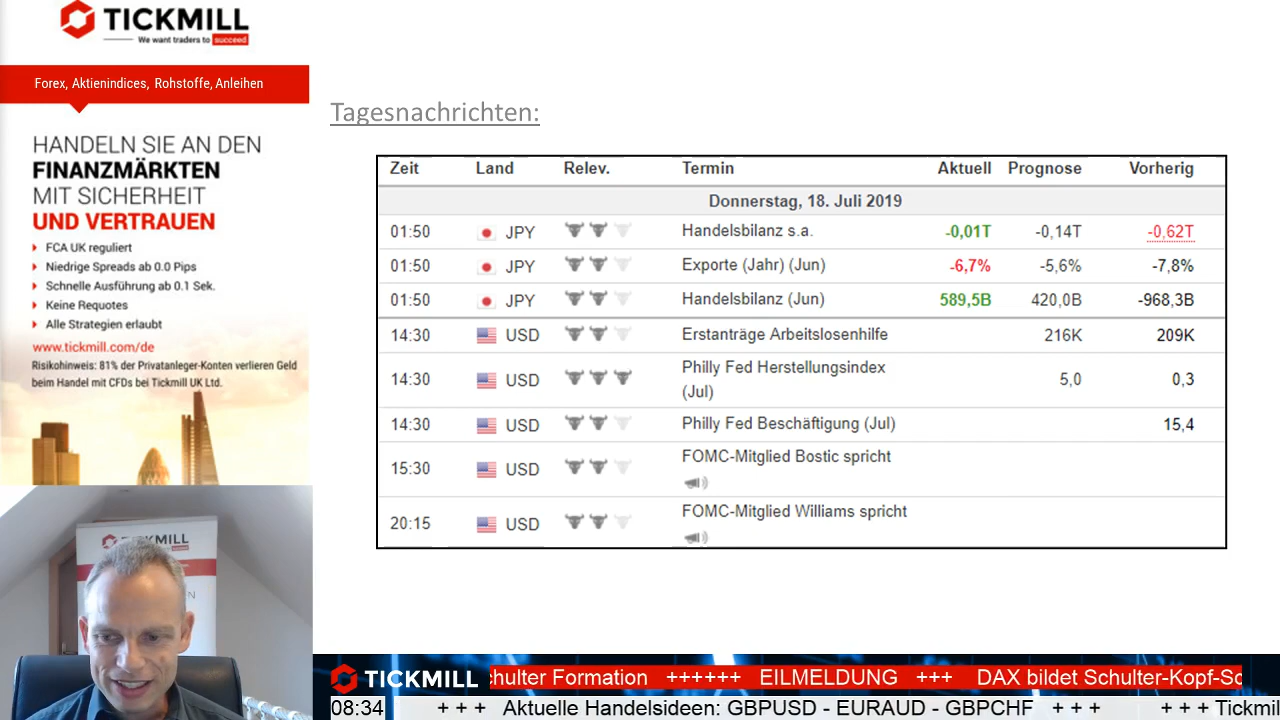 TICKMILL
We want traders to succeed
Forex, Aktienindices, Rohstoffe, Anleihen
HANDELN SIE AN DEN
FINANZMÄRKTEN
MIT SICHERHEIT
UND VERTRAUEN
FCA UK reguliert
Niedrige Spreads ab 0.0 Pips
Schnelle Ausführung ab 0.1 Sek.
Keine Requotes
Alle Strategien erlaubt
www.tickmill.com/de
Risikohinweis: 81% der Privatanleger-Konten verlieren Geld
beim Handel mit CFDs bei Tickmill UK Ltd.
TICKMILL
Tagesnachrichten:
Zeit Land Relev. Termin Aktuell Prognose Vorherig
Donnerstag, 18. Juli 2019
01:50 JPY Handelsbilanz s.a. -0,01T -0,14T -0,62T
01:50 JPY Exporte (Jahr) (Jun) -6,7% -5,6% -7,8%
01:50 JPY Handelsbilanz (Jun) 589,5B 420,0B -968,3B
14:30 USD Erstanträge Arbeitslosenhilfe 216K 209K
14:30 USD Philly Fed Herstellungsindex
(Jul) 5,0 0,3
14:30 USD Philly Fed Beschäftigung (Jul) 15,4
15:30 USD FOMC-Mitglied Bostic spricht
20:15 USD FOMC-Mitglied Williams spricht
TICKMILL chulter Formation ++++++ EILMELDUNG +++ DAX bildet Schulter-Kopf-Sc
08:34 +++ Aktuelle Handelsideen: GBPUSD - EURAUD - GBPCHF +++ Tickmil